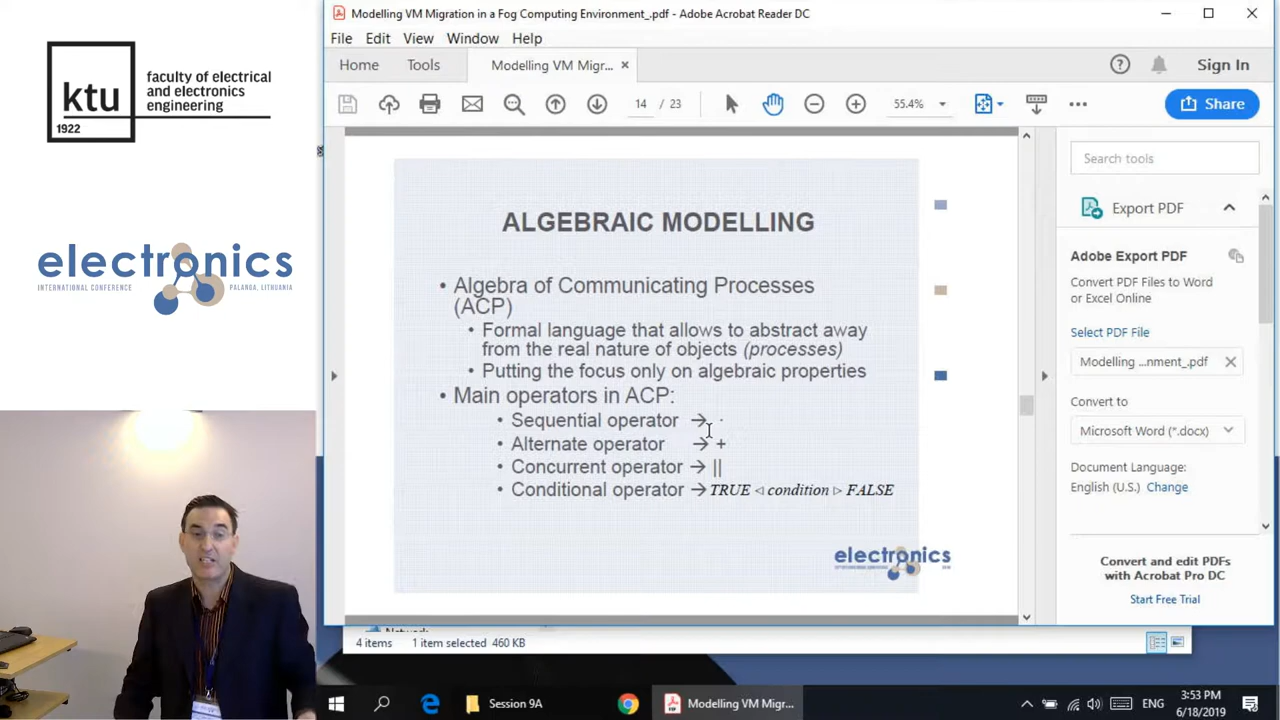 ktu
1922
faculty of electrical
and electronics
engineering
electronics
INTERNATIONAL CONFERENCE
PALANGA, LITHUANIA
Modelling VM Migration in a Fog Computing Environment_.pdf - Adobe Acrobat Reader DC
File Edit View Window Help
Home Tools Modelling VM Migr... ×
Sign In
14 / 23
55.4%
Share
ALGEBRAIC MODELLING
• Algebra of Communicating Processes
(ACP)
• Formal language that allows to abstract away
from the real nature of objects (processes)
• Putting the focus only on algebraic properties
• Main operators in ACP:
• Sequential operator → ·
• Alternate operator → +
• Concurrent operator → ||
• Conditional operator → TRUE ◁ condition ▷ FALSE
electronics
Search tools
Export PDF
Adobe Export PDF
Convert PDF Files to Word
or Excel Online
Select PDF File
Modelling ...nment_.pdf
Convert to
Microsoft Word (*.docx)
Document Language:
English (U.S.) Change
Convert and edit PDFs
with Acrobat Pro DC
Start Free Trial
Network
4 items 1 item selected 460 KB
Session 9A
Modelling VM Migr...
ENG
3:53 PM
6/18/2019